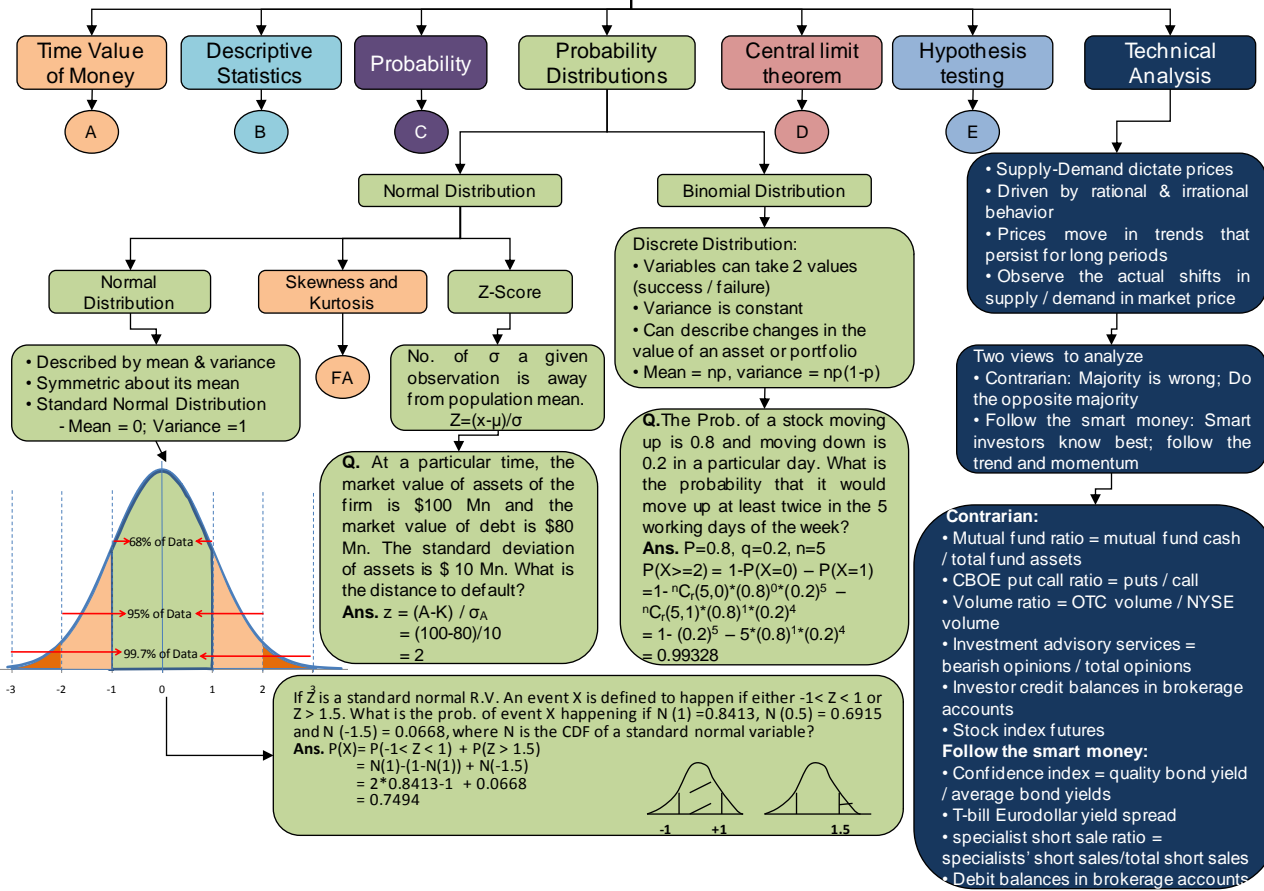 Time Value
of Money
Descriptive
Statistics
Probability
Probability
Distributions
Central limit
theorem
Hypothesis
testing
Technical
Analysis
A
B
C
D
E
Normal Distribution
Binomial Distribution
Normal
Distribution
Skewness and
Kurtosis
Z-Score
FA
• Described by mean & variance
• Symmetric about its mean
• Standard Normal Distribution
- Mean = 0; Variance =1
No. of σ a given
observation is away
from population mean.
Z=(x-µ)/σ
Discrete Distribution:
• Variables can take 2 values
(success / failure)
• Variance is constant
• Can describe changes in the
value of an asset or portfolio
• Mean = np, variance = np(1-p)
• Supply-Demand dictate prices
• Driven by rational & irrational
behavior
• Prices move in trends that
persist for long periods
• Observe the actual shifts in
supply / demand in market price
Two views to analyze
• Contrarian: Majority is wrong; Do
the opposite majority
• Follow the smart money: Smart
investors know best; follow the
trend and momentum
68% of Data
95% of Data
99.7% of Data
-3 -2 -1 0 1 2 3
Q. At a particular time, the
market value of assets of the
firm is $100 Mn and the
market value of debt is $80
Mn. The standard deviation
of assets is $ 10 Mn. What is
the distance to default?
Ans. z = (A-K) / σA
= (100-80)/10
= 2
Q.The Prob. of a stock moving
up is 0.8 and moving down is
0.2 in a particular day. What is
the probability that it would
move up at least twice in the 5
working days of the week?
Ans. P=0.8, q=0.2, n=5
P(X>=2) = 1-P(X=0) – P(X=1)
=1- ⁿCr(5,0)*(0.8)⁰*(0.2)⁵ –
ⁿCr(5,1)*(0.8)¹*(0.2)⁴
= 1- (0.2)⁵ – 5*(0.8)¹*(0.2)⁴
= 0.99328
If Z is a standard normal R.V. An event X is defined to happen if either -1< Z < 1 or
Z > 1.5. What is the prob. of event X happening if N (1) =0.8413, N (0.5) = 0.6915
and N (-1.5) = 0.0668, where N is the CDF of a standard normal variable?
Ans. P(X)= P(-1< Z < 1) + P(Z > 1.5)
= N(1)-(1-N(1)) + N(-1.5)
= 2*0.8413-1 + 0.0668
= 0.7494
-1 +1 1.5
Contrarian:
• Mutual fund ratio = mutual fund cash
/ total fund assets
• CBOE put call ratio = puts / call
• Volume ratio = OTC volume / NYSE
volume
• Investment advisory services =
bearish opinions / total opinions
• Investor credit balances in brokerage
accounts
• Stock index futures
Follow the smart money:
• Confidence index = quality bond yield
/ average bond yields
• T-bill Eurodollar yield spread
• specialist short sale ratio =
specialists' short sales/total short sales
• Debit balances in brokerage accounts